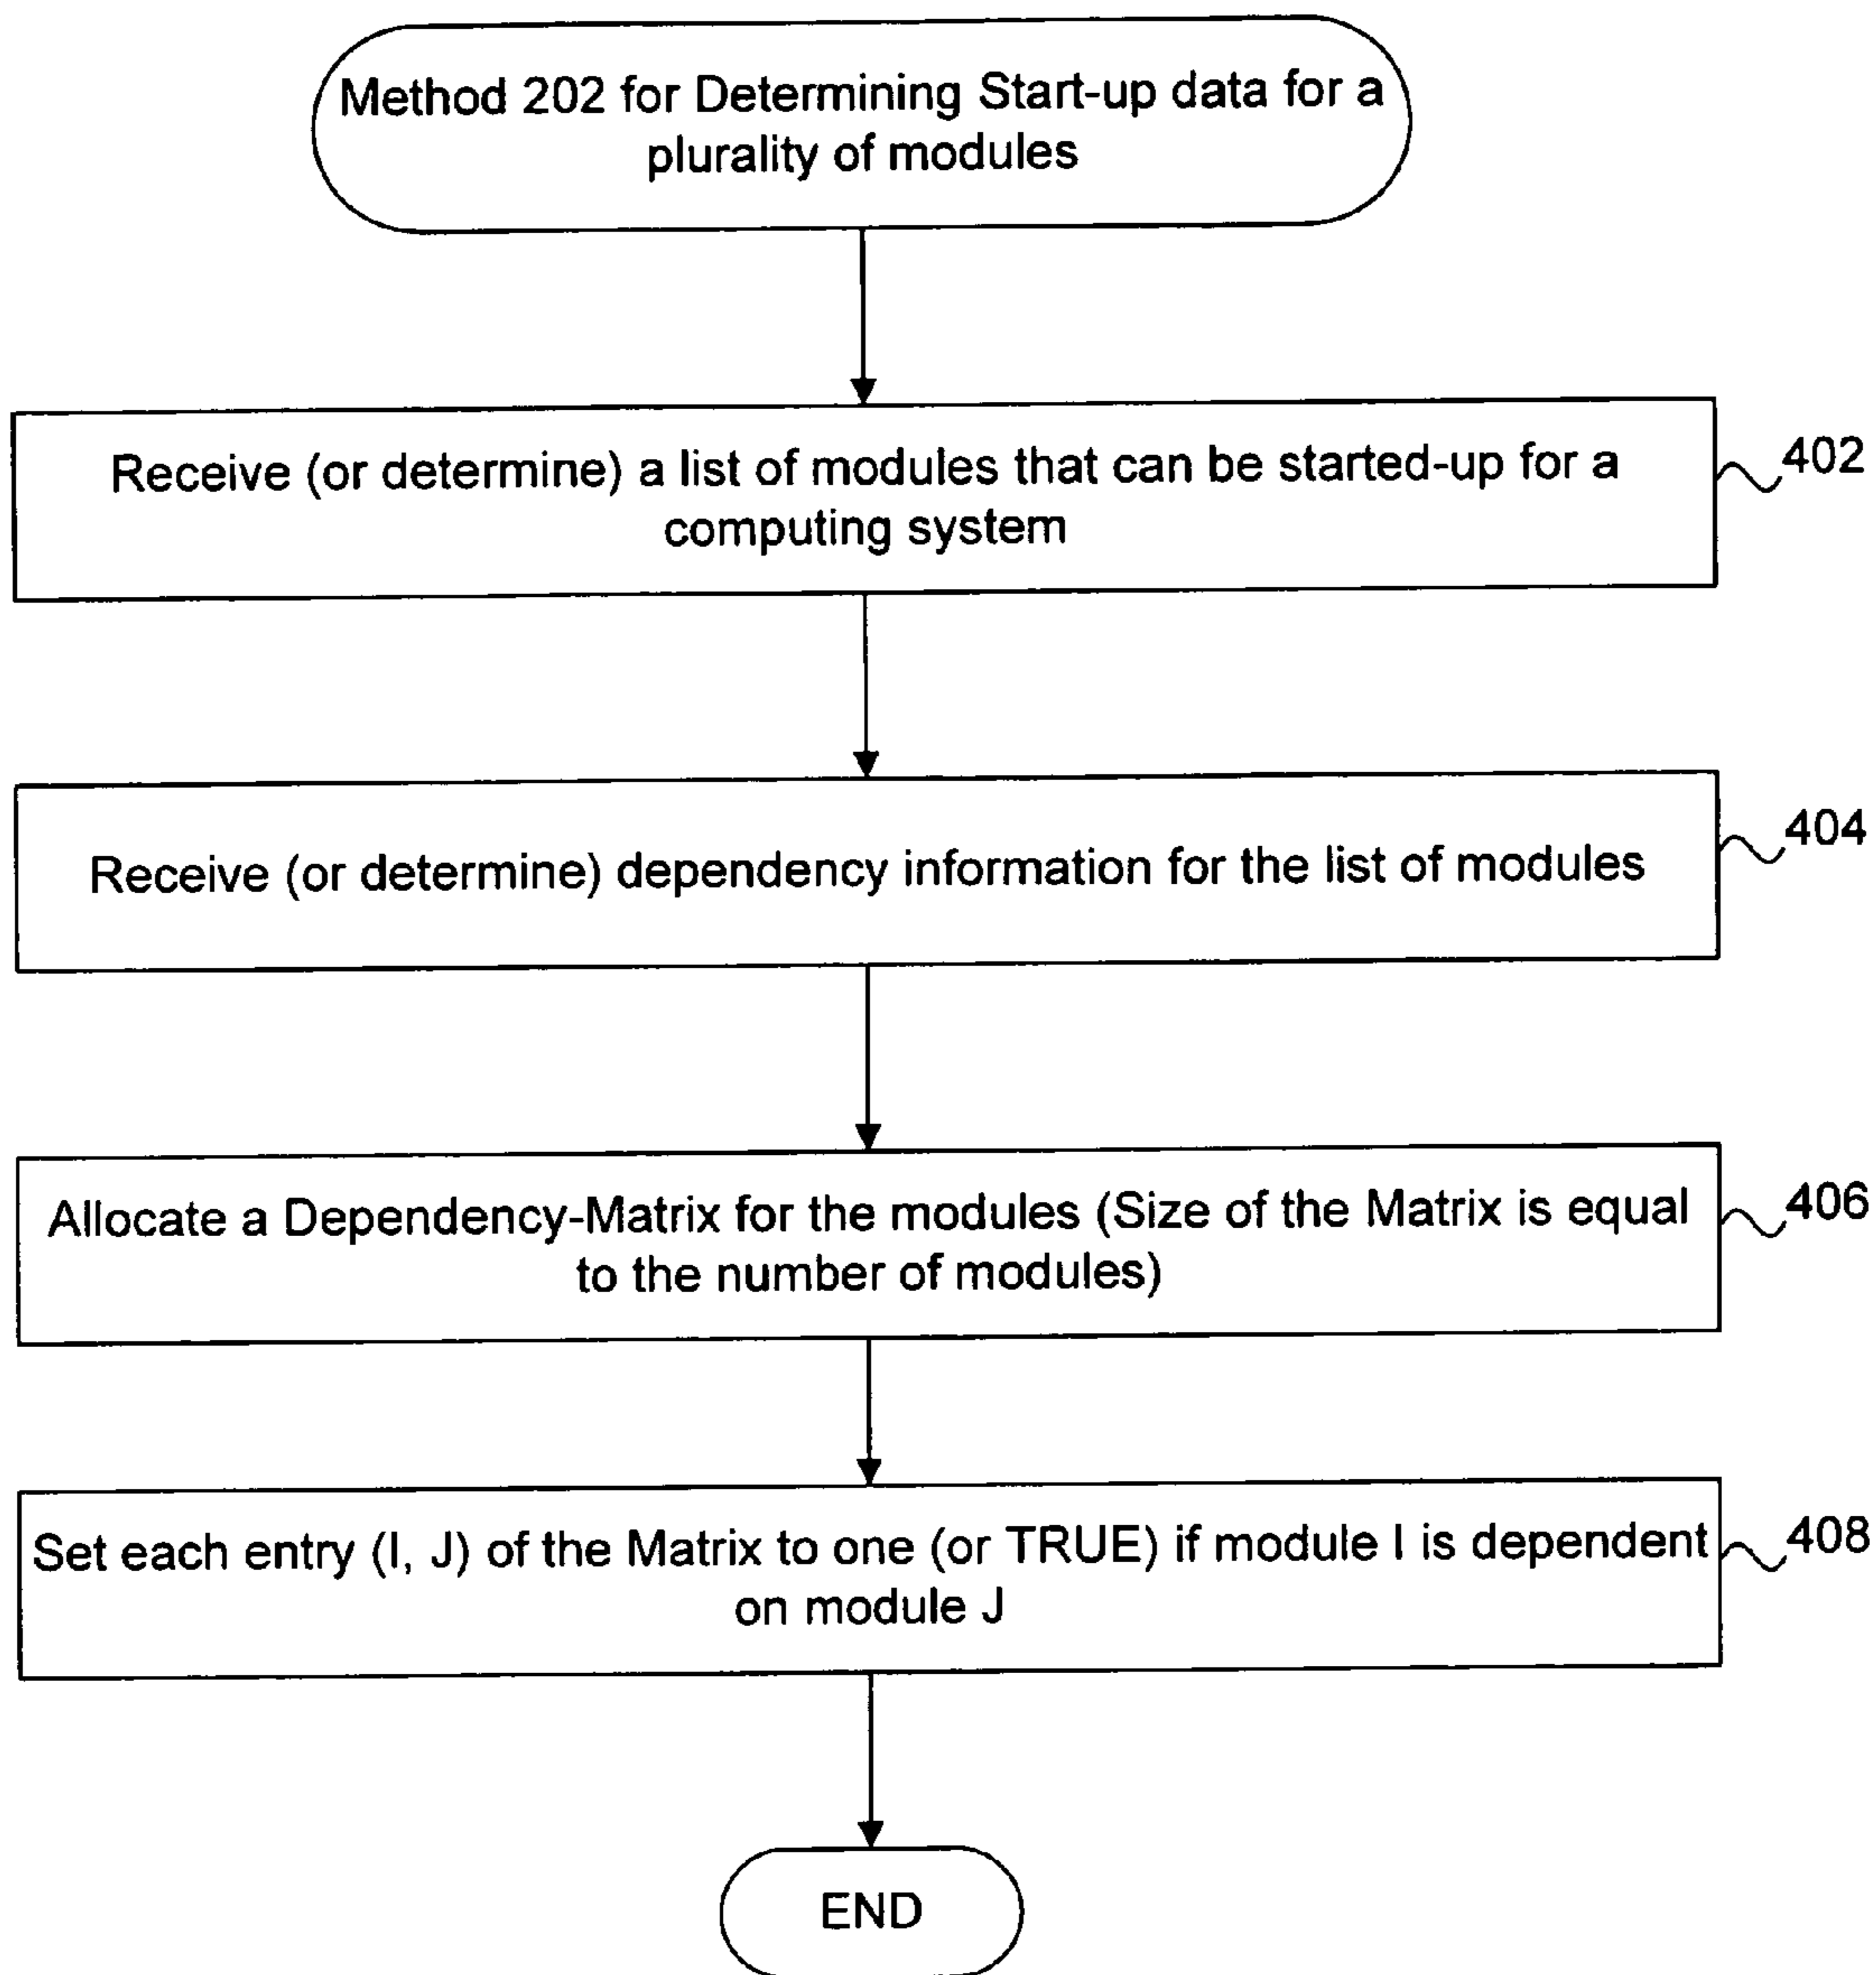 Method 202 for Determining Start-up data for a
plurality of modules
Receive (or determine) a list of modules that can be started-up for a
computing system
402
Receive (or determine) dependency information for the list of modules
404
Allocate a Dependency-Matrix for the modules (Size of the Matrix is equal
to the number of modules)
406
Set each entry (I, J) of the Matrix to one (or TRUE) if module I is dependent
on module J
408
END